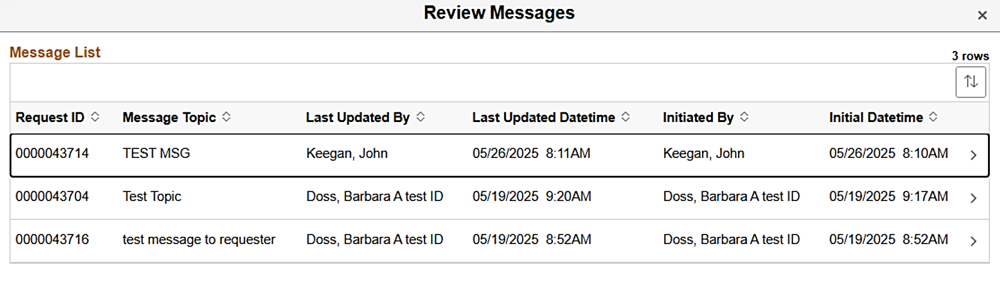 Review Messages
×
Message List
3 rows
Request ID Message Topic Last Updated By Last Updated Datetime Initiated By Initial Datetime
0000043714 TEST MSG Keegan, John 05/26/2025 8:11AM Keegan, John 05/26/2025 8:10AM
0000043704 Test Topic Doss, Barbara A test ID 05/19/2025 9:20AM Doss, Barbara A test ID 05/19/2025 9:17AM
0000043716 test message to requester Doss, Barbara A test ID 05/19/2025 8:52AM Doss, Barbara A test ID 05/19/2025 8:52AM